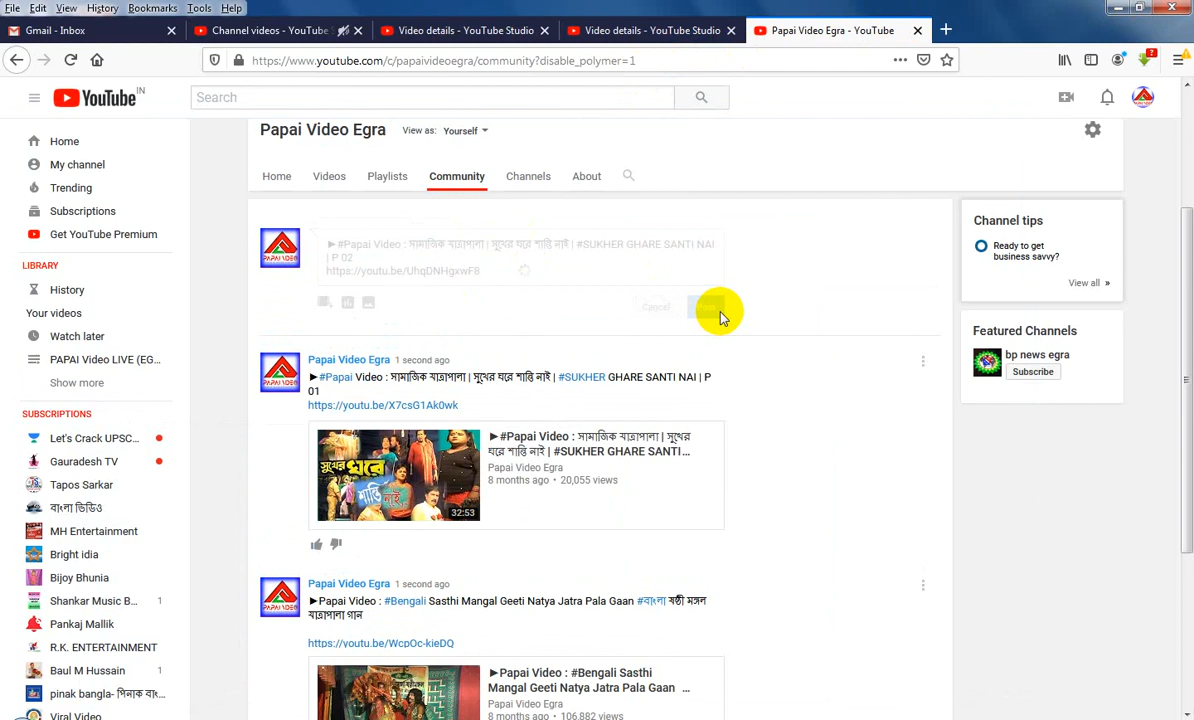 File Edit View History Bookmarks Tools Help
Gmail - Inbox
Channel videos - YouTube
Video details - YouTube Studio
Video details - YouTube Studio
Papai Video Egra - YouTube
https://www.youtube.com/c/papaivideoegra/community?disable_polymer=1
YouTube IN
Search
Home
My channel
Trending
Subscriptions
Get YouTube Premium
LIBRARY
History
Your videos
Watch later
PAPAI Video LIVE (EG...
Show more
SUBSCRIPTIONS
Let's Crack UPSC...
Gauradesh TV
Tapos Sarkar
বাংলা ভিডিও
MH Entertainment
Bright idia
Bijoy Bhunia
Shankar Music B... 1
Pankaj Mallik
R.K. ENTERTAINMENT
Baul M Hussain 1
pinak bangla- পিনাক বাং...
Viral Video
Papai Video Egra View as: Yourself
Home Videos Playlists Community Channels About
►#Papai Video : সামাজিক যাত্রাপালা | সুখের ঘরে শান্তি নাই | #SUKHER GHARE SANTI NAI
| P 02
https://youtu.be/UhqDNHgxwF8
Cancel
Papai Video Egra 1 second ago
►#Papai Video : সামাজিক যাত্রাপালা | সুখের ঘরে শান্তি নাই | #SUKHER GHARE SANTI NAI | P
01
https://youtu.be/X7csG1Ak0wk
সুখের ঘরে
শান্তি নাই
32:53
►#Papai Video : সামাজিক যাত্রাপালা | সুখের
ঘরে শান্তি নাই | #SUKHER GHARE SANTI...
Papai Video Egra
8 months ago • 20,055 views
Papai Video Egra 1 second ago
►Papai Video : #Bengali Sasthi Mangal Geeti Natya Jatra Pala Gaan #বাংলা ষষ্ঠী মঙ্গল
যাত্রাপালা গান
https://youtu.be/WcpOc-kieDQ
►Papai Video : #Bengali Sasthi
Mangal Geeti Natya Jatra Pala Gaan ...
Papai Video Egra
8 months ago • 106,882 views
Channel tips
Ready to get
business savvy?
View all »
Featured Channels
bp news egra
Subscribe